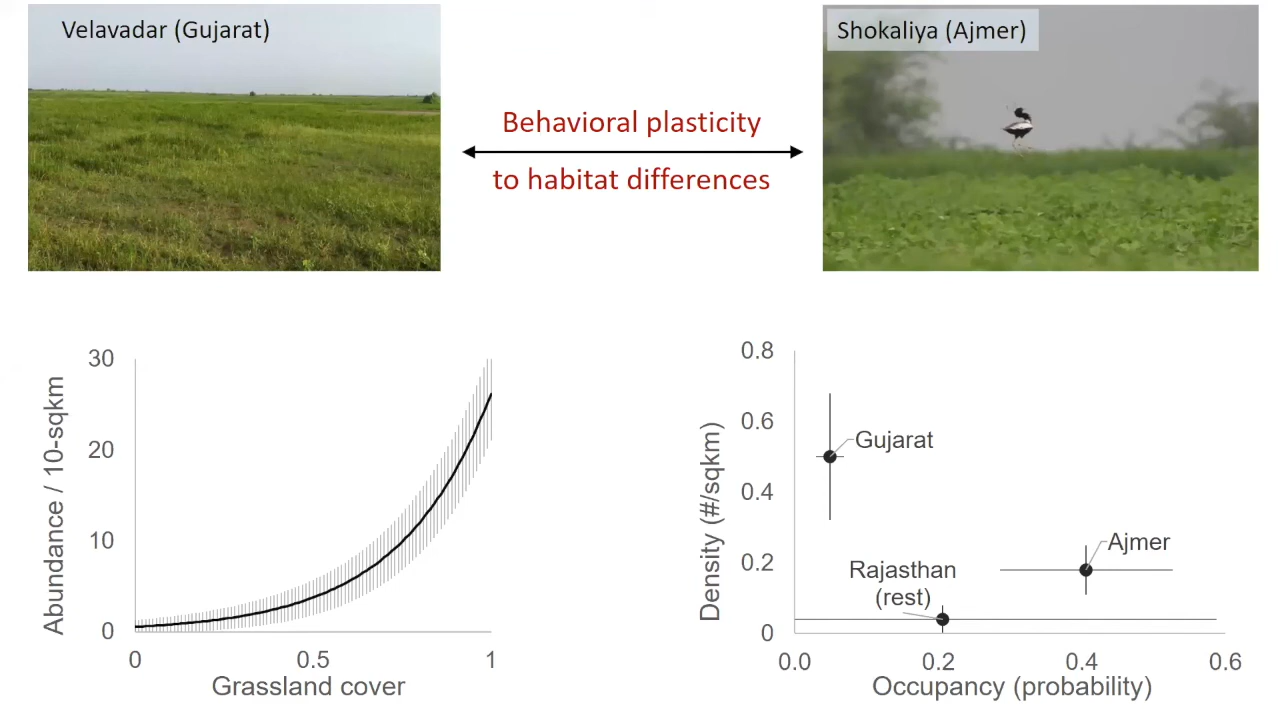 Velavadar (Gujarat)
Shokaliya (Ajmer)
Behavioral plasticity
to habitat differences
30
20
10
0
0
0.5
1
Abundance / 10-sqkm
Grassland cover
0.8
0.6
0.4
0.2
0
0.0
0.2
0.4
0.6
Density (#/sqkm)
Occupancy (probability)
Gujarat
Ajmer
Rajasthan
(rest)